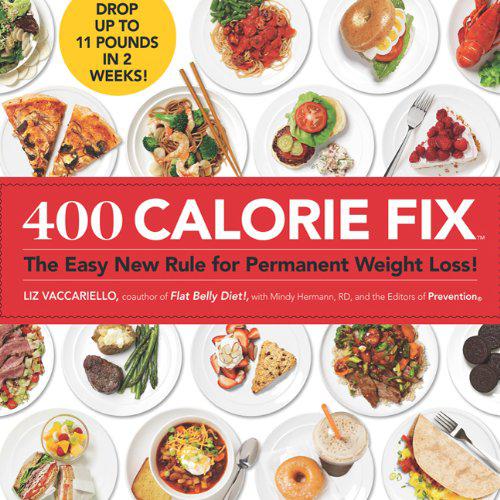 DROP
UP TO
11 POUNDS
IN 2
WEEKS!
400 CALORIE FIX™
The Easy New Rule for Permanent Weight Loss!
LIZ VACCARIELLO, coauthor of Flat Belly Diet!, with Mindy Hermann, RD, and the Editors of Prevention®